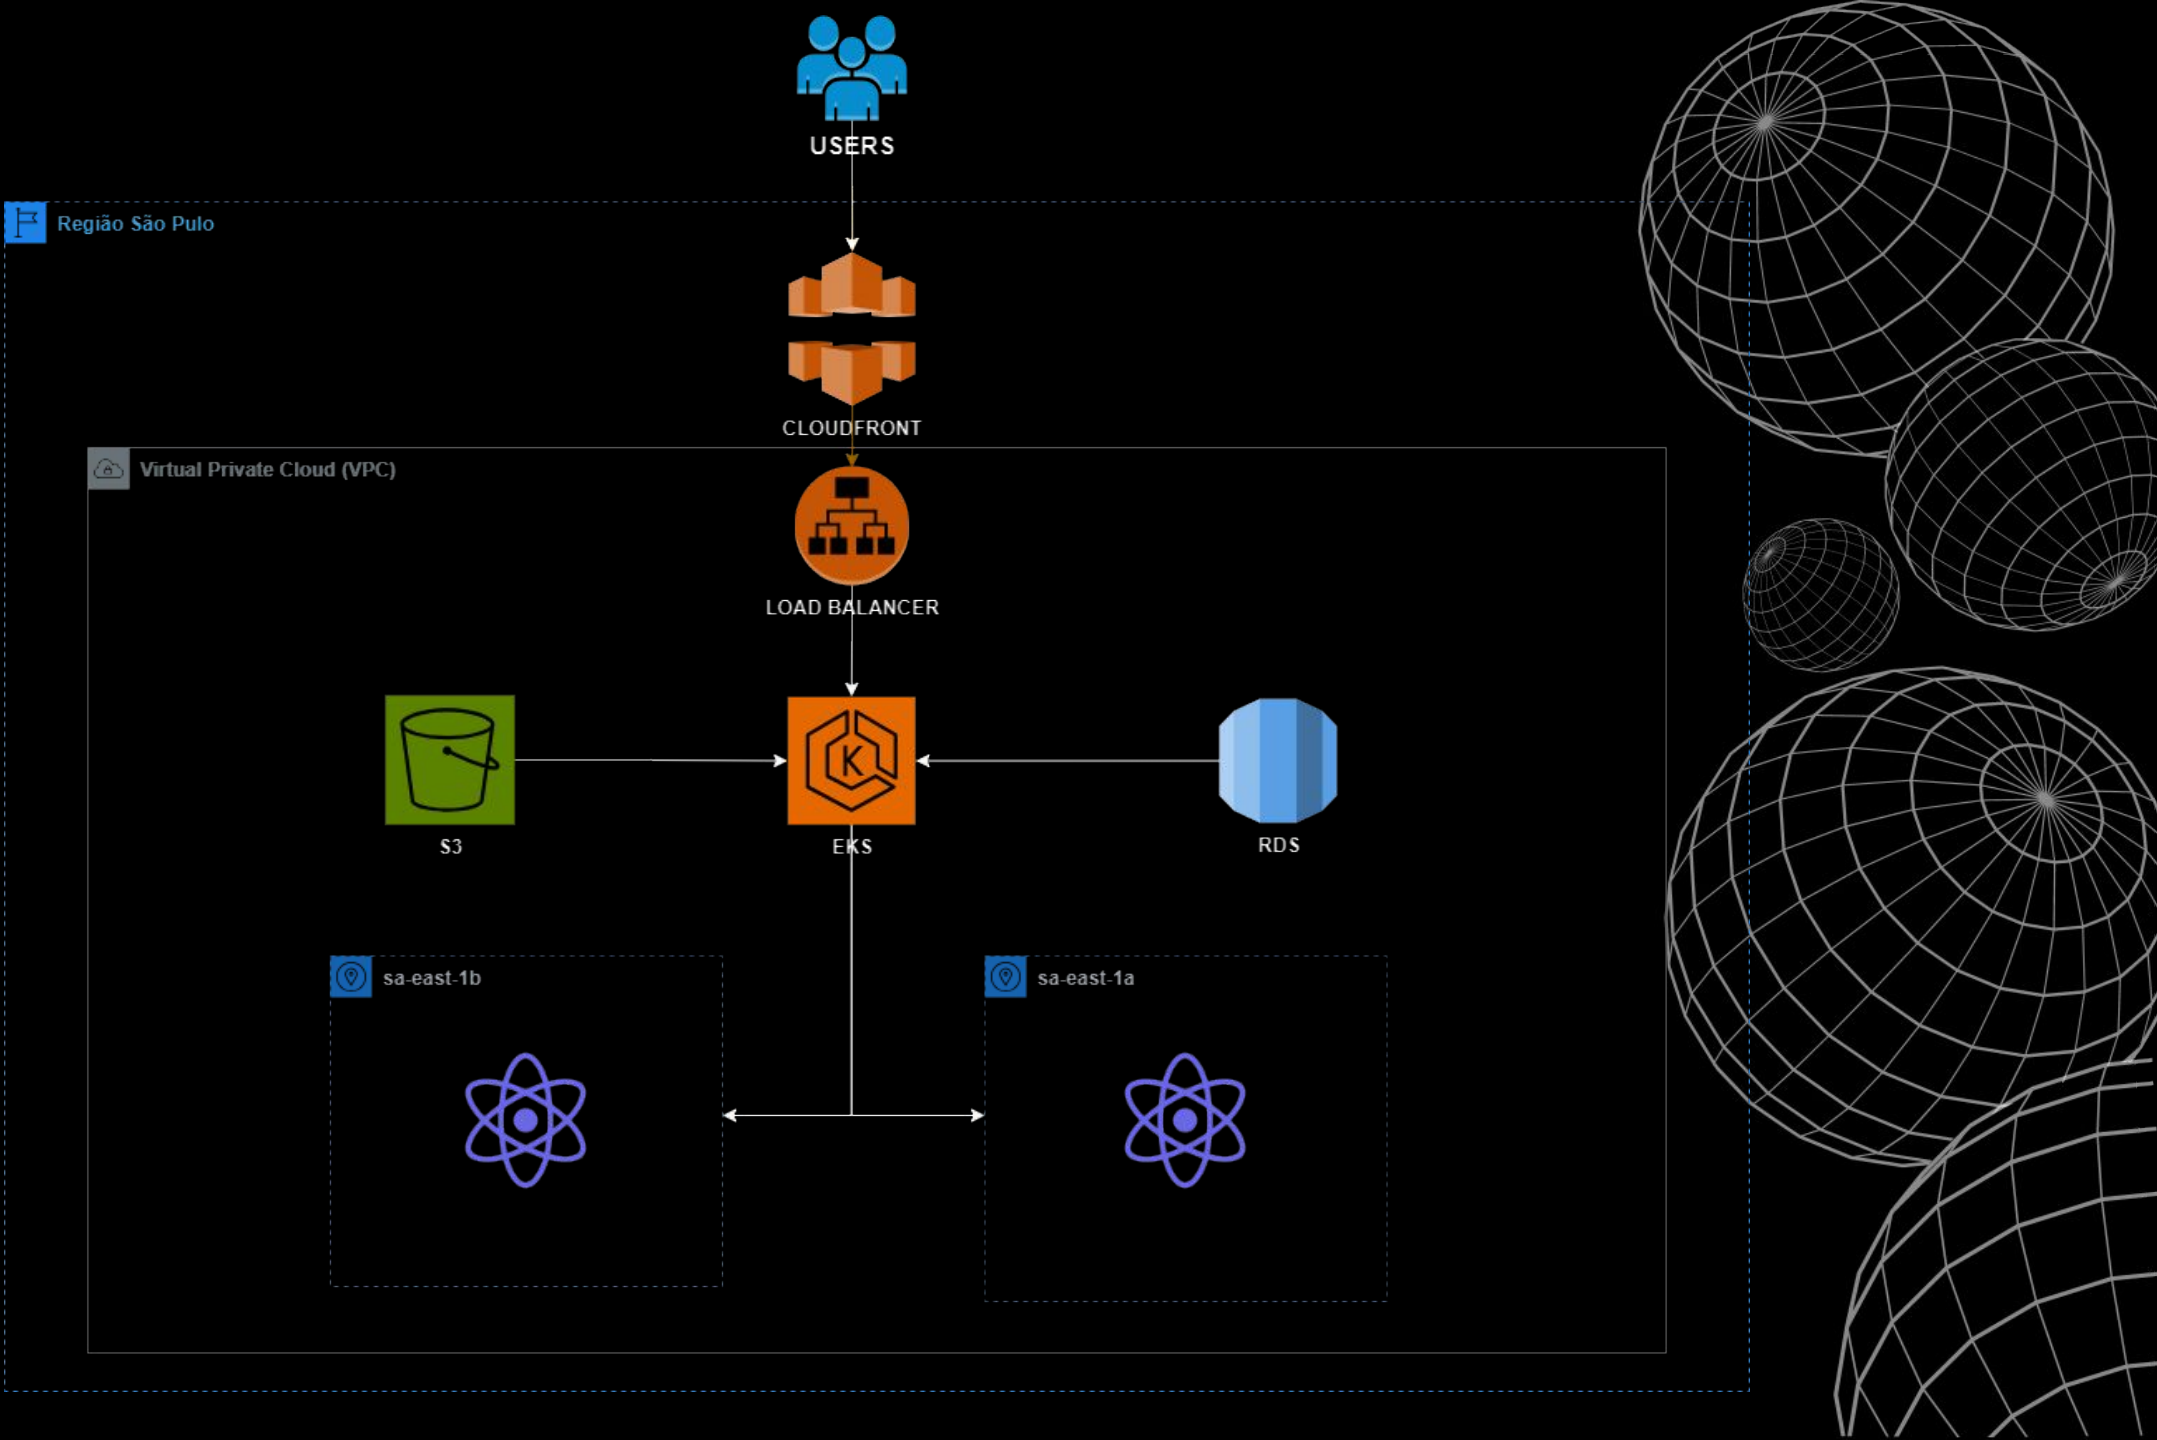 USERS
Região São Pulo
CLOUDFRONT
Virtual Private Cloud (VPC)
LOAD BALANCER
K
S3
EKS
RDS
sa-east-1b
sa-east-1a